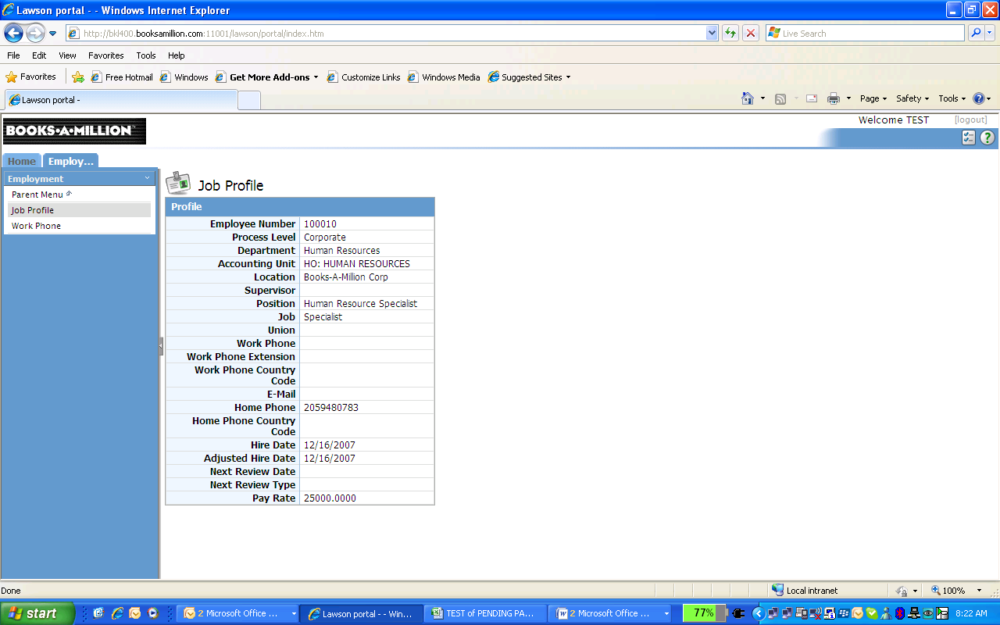 Lawson portal - - Windows Internet Explorer
http://bkl400.booksamillion.com:11001/lawson/portal/index.htm
Live Search
File Edit View Favorites Tools Help
Favorites Free Hotmail Windows Get More Add-ons Customize Links Windows Media Suggested Sites
Lawson portal -
Page Safety Tools
BOOKS·A·MILLION
Welcome TEST [logout]
Home Employ...
Employment
Parent Menu
Job Profile
Work Phone
Job Profile
Profile
Employee Number 100010
Process Level Corporate
Department Human Resources
Accounting Unit HO: HUMAN RESOURCES
Location Books-A-Million Corp
Supervisor
Position Human Resource Specialist
Job Specialist
Union
Work Phone
Work Phone Extension
Work Phone Country
Code
E-Mail
Home Phone 2059480783
Home Phone Country
Code
Hire Date 12/16/2007
Adjusted Hire Date 12/16/2007
Next Review Date
Next Review Type
Pay Rate 25000.0000
Done Local intranet 100%
start 2 Microsoft Office ... Lawson portal - - Win... TEST of PENDING PA... 2 Microsoft Office ... 77% 8:22 AM